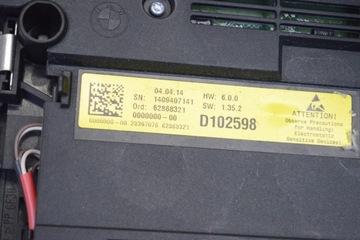 04.04.14
SN: 1409407141
Ord: 62868321
0000000-00
HW: 6.0.0
SW: 1.35.2
D102598
ATTENTION!
Observe Precautions
for Handling!
Electrostatic
Sensitive Devices!